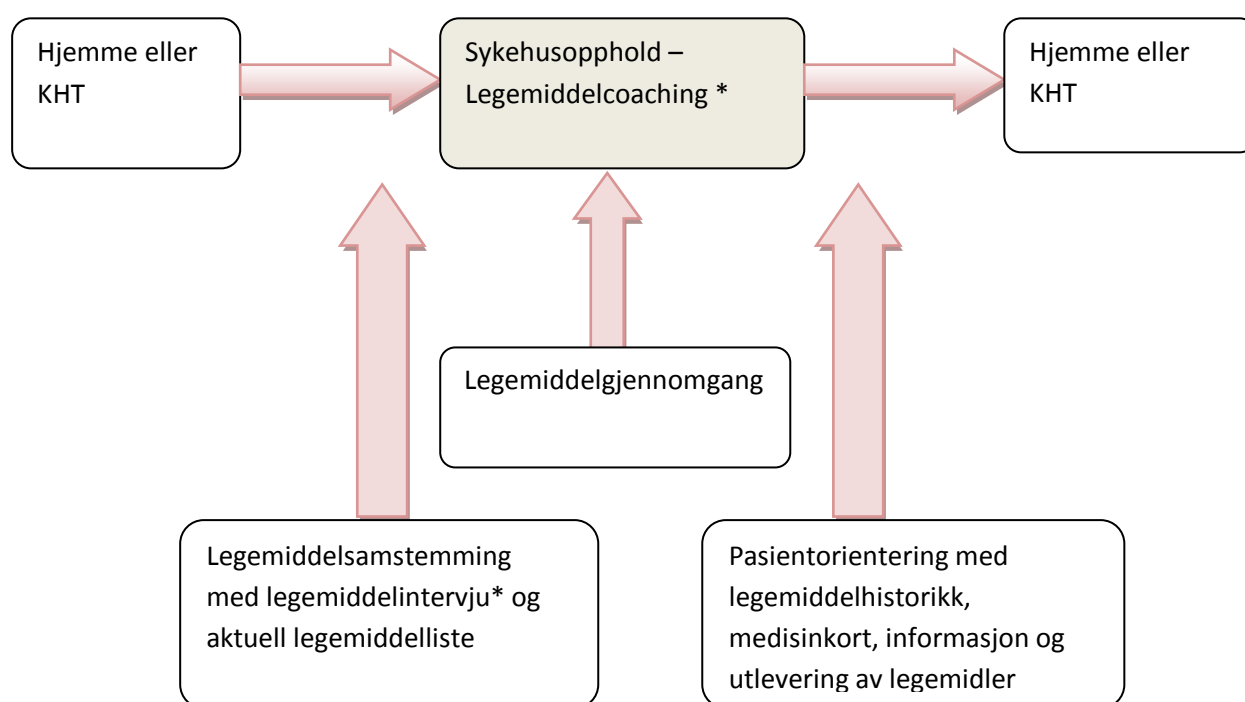 Hjemme eller
KHT
Sykehusopphold –
Legemiddelcoaching *
Hjemme eller
KHT
Legemiddelgjennomgang
Legemiddelsamstemming
med legemiddelintervju* og
aktuell legemiddelliste
Pasientorientering med
legemiddelhistorikk,
medisinkort, informasjon og
utlevering av legemidler